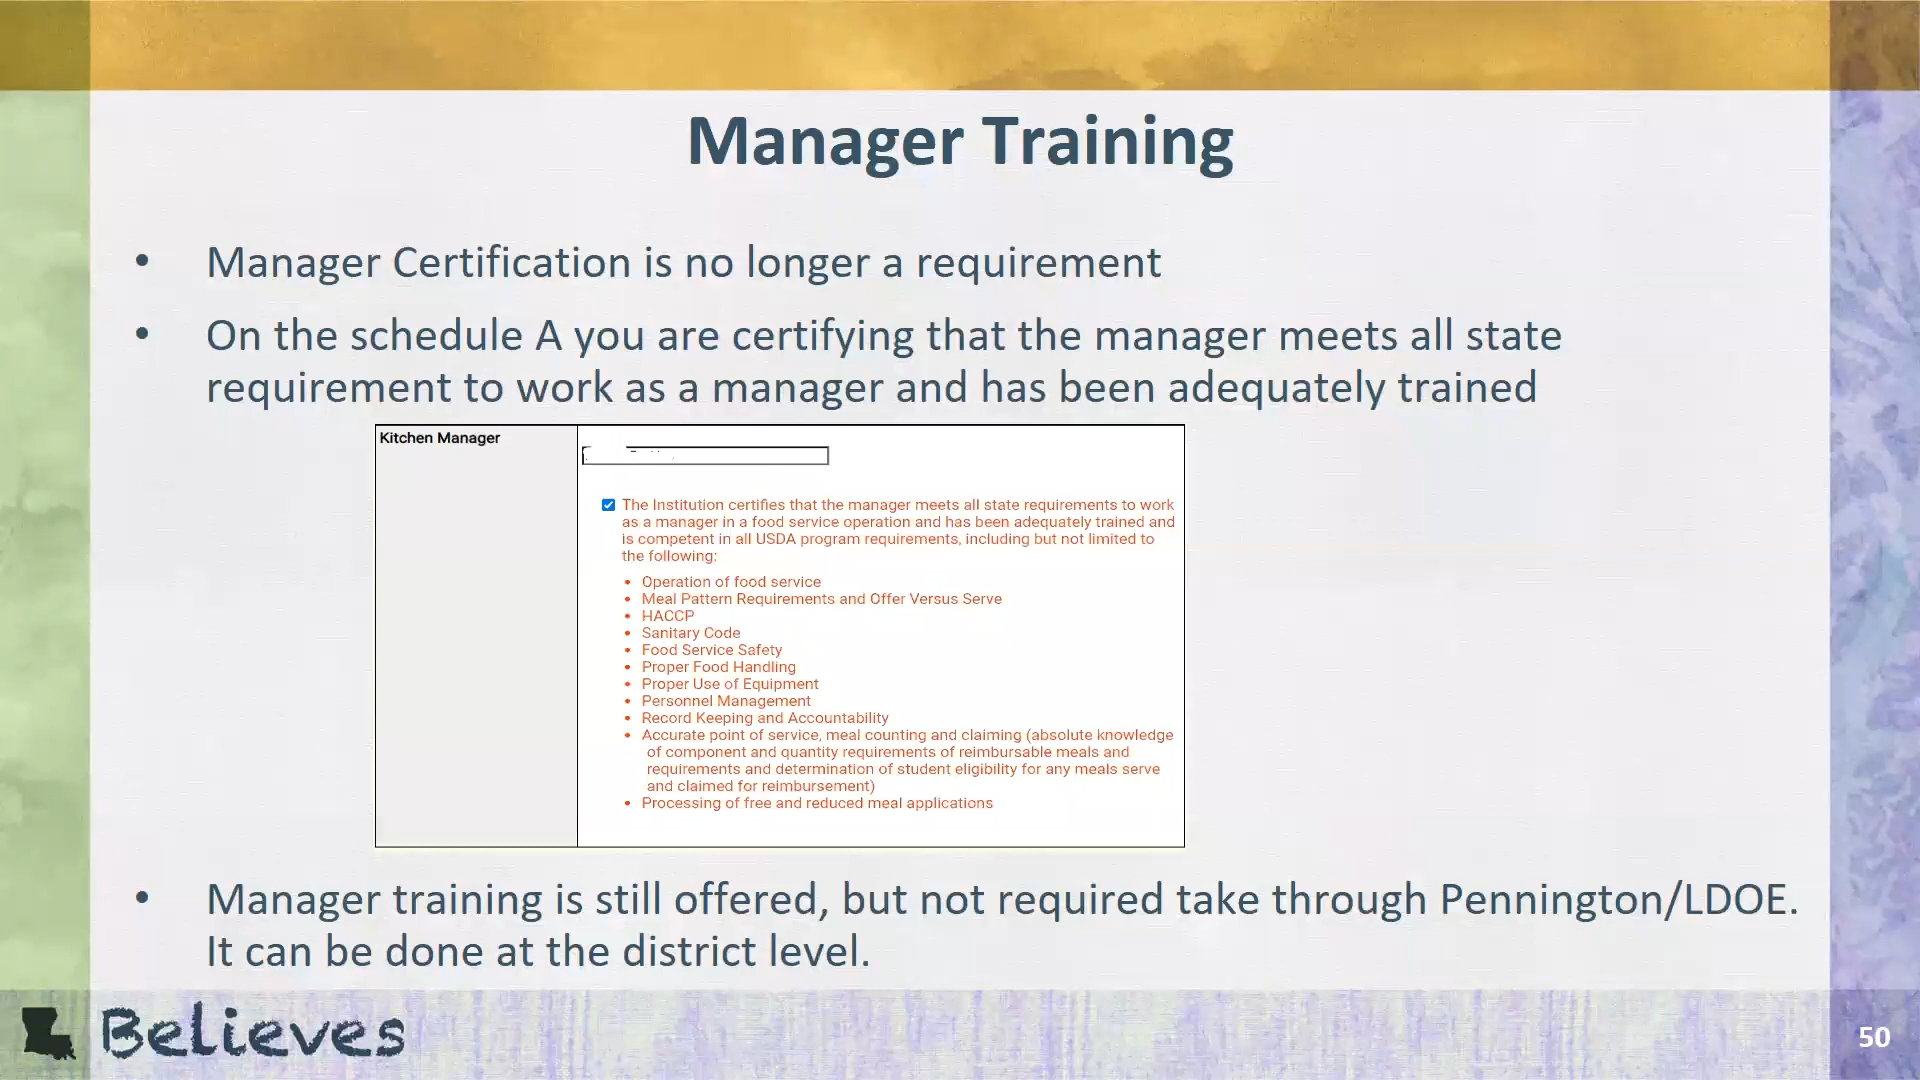 Manager Training
• Manager Certification is no longer a requirement
• On the schedule A you are certifying that the manager meets all state
requirement to work as a manager and has been adequately trained
Kitchen Manager
The Institution certifies that the manager meets all state requirements to work
as a manager in a food service operation and has been adequately trained and
is competent in all USDA program requirements, including but not limited to
the following:
• Operation of food service
• Meal Pattern Requirements and Offer Versus Serve
• HACCP
• Sanitary Code
• Food Service Safety
• Proper Food Handling
• Proper Use of Equipment
• Personnel Management
• Record Keeping and Accountability
• Accurate point of service, meal counting and claiming (absolute knowledge
of component and quantity requirements of reimbursable meals and
requirements and determination of student eligibility for any meals serve
and claimed for reimbursement)
• Processing of free and reduced meal applications
• Manager training is still offered, but not required take through Pennington/LDOE.
It can be done at the district level.
Believes
50